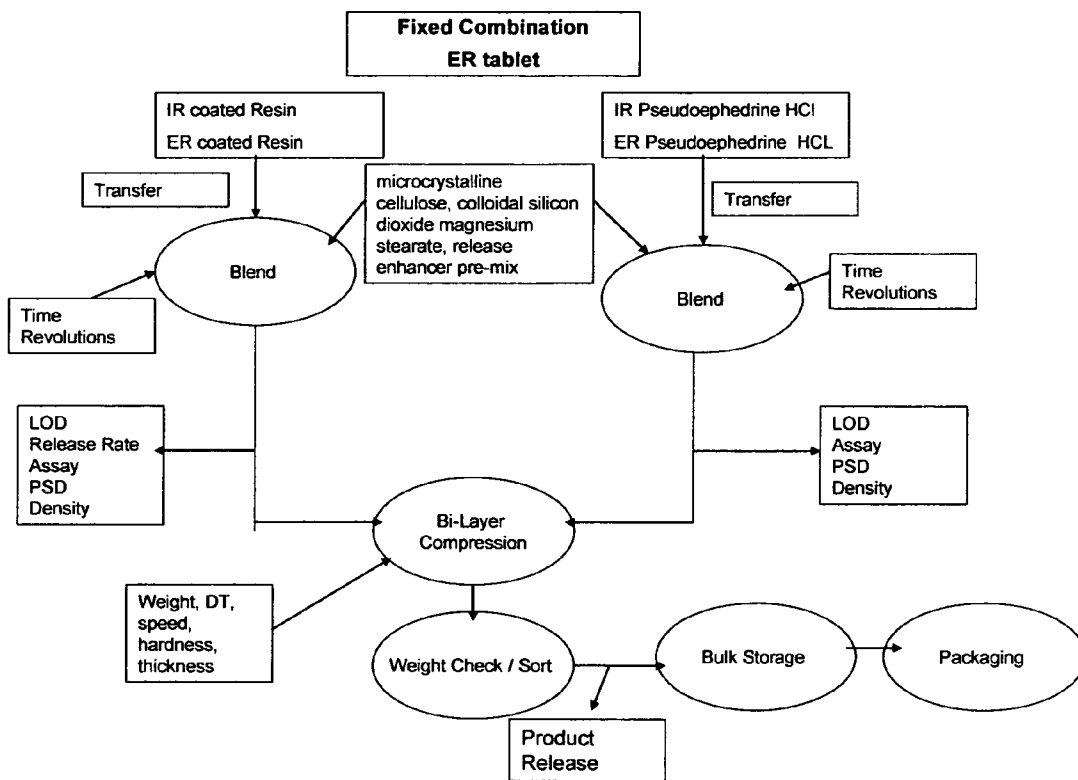 Fixed Combination
ER tablet
IR coated Resin
ER coated Resin
IR Pseudoephedrine HCl
ER Pseudoephedrine HCL
Transfer
microcrystalline
cellulose, colloidal silicon
dioxide magnesium
stearate, release
enhancer pre-mix
Transfer
Blend
Blend
Time
Revolutions
Time
Revolutions
LOD
Release Rate
Assay
PSD
Density
LOD
Assay
PSD
Density
Bi-Layer
Compression
Weight, DT,
speed,
hardness,
thickness
Weight Check / Sort
Bulk Storage
Packaging
Product
Release